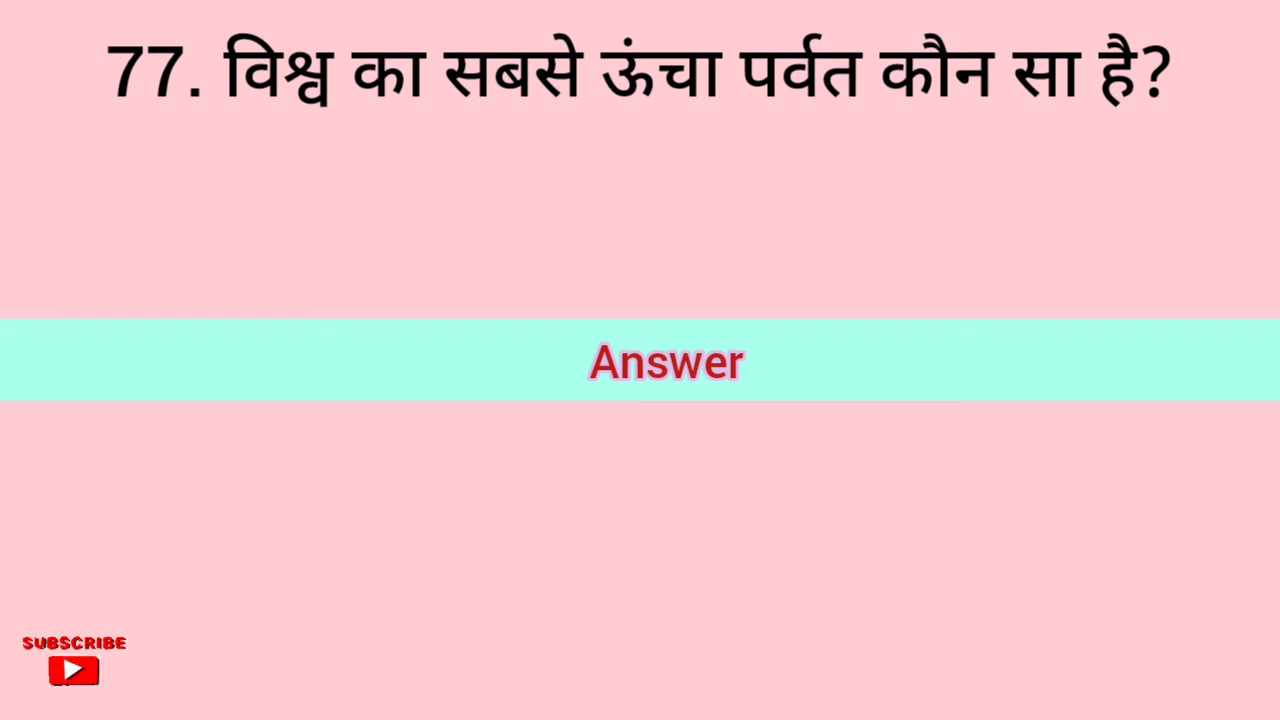 77. विश्व का सबसे ऊंचा पर्वत कौन सा है?
Answer
SUBSCRIBE